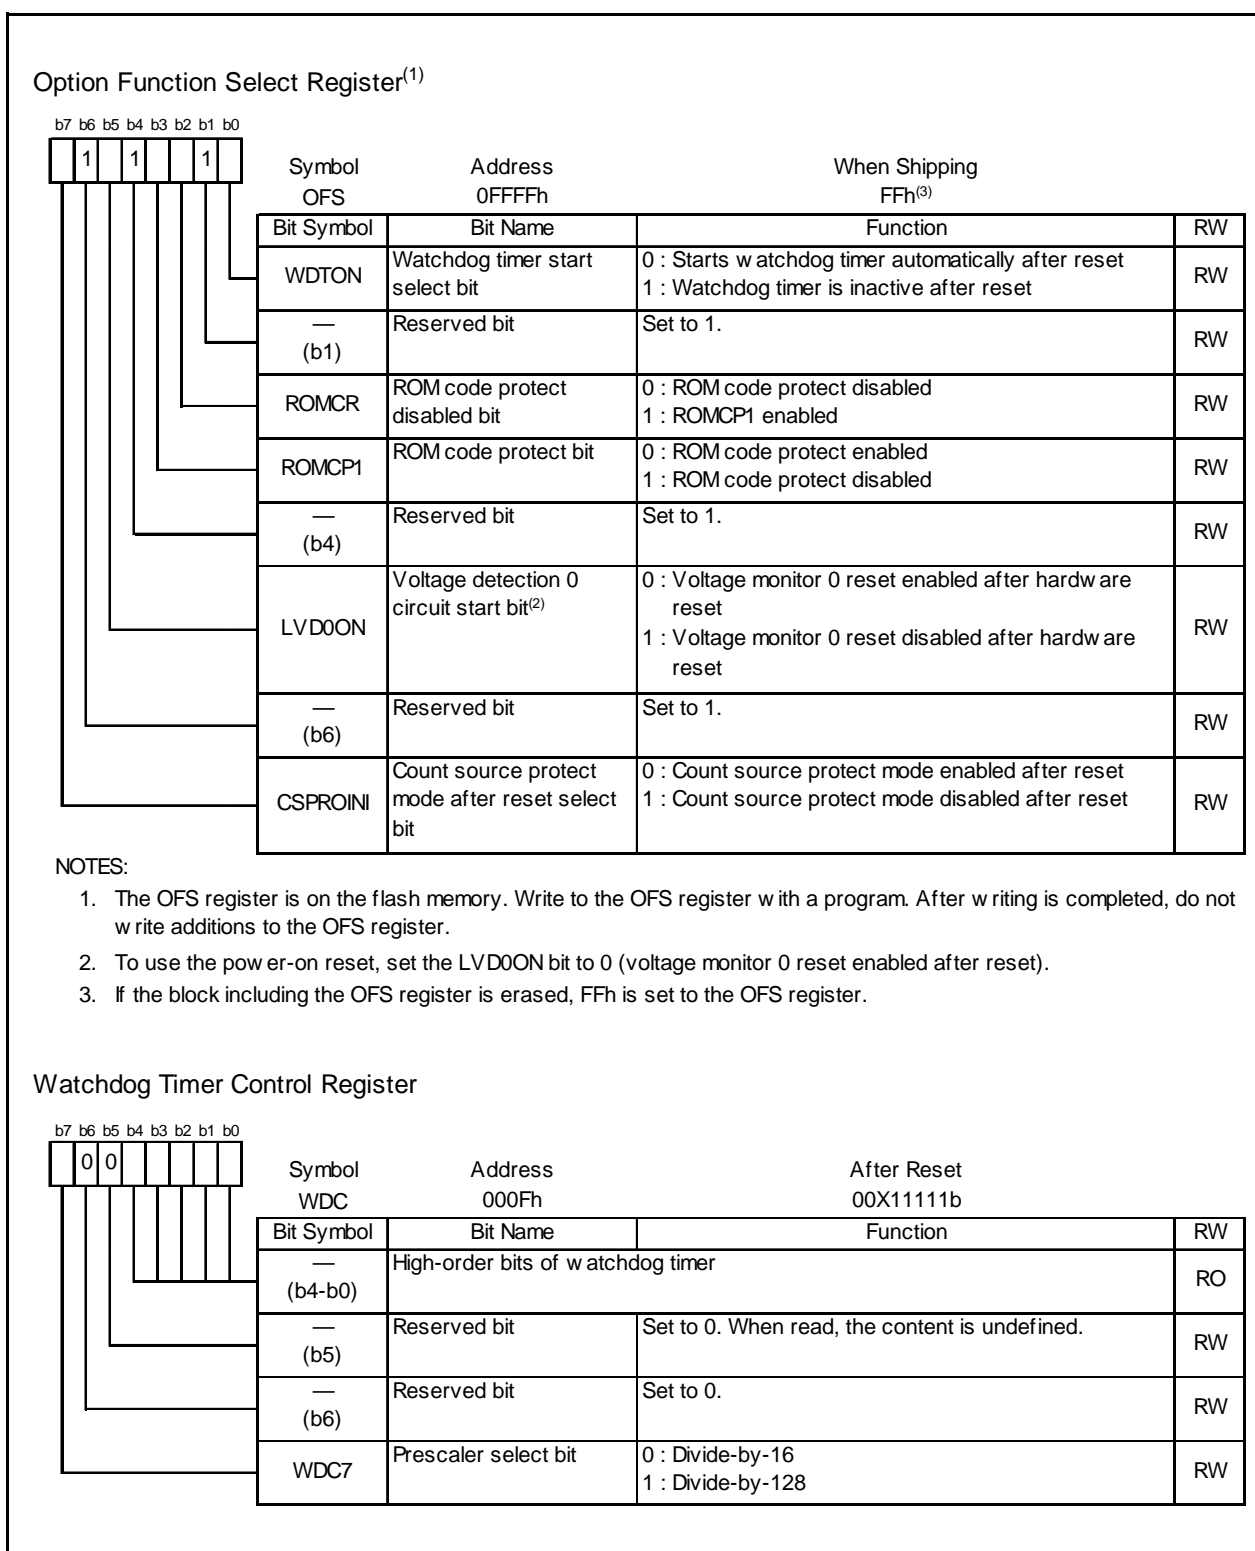 Option Function Select Register(1)
b7 b6 b5 b4 b3 b2 b1 b0
1 1 1
Symbol Address When Shipping
OFS 0FFFFh FFh(3)
Bit Symbol Bit Name Function RW
WDTON Watchdog timer start select bit 0 : Starts watchdog timer automatically after reset RW
1 : Watchdog timer is inactive after reset
— (b1) Reserved bit Set to 1. RW
ROMCR ROM code protect disabled bit 0 : ROM code protect disabled RW
1 : ROMCP1 enabled
ROMCP1 ROM code protect bit 0 : ROM code protect enabled RW
1 : ROM code protect disabled
— (b4) Reserved bit Set to 1. RW
LVD0ON Voltage detection 0 circuit start bit(2) 0 : Voltage monitor 0 reset enabled after hardware reset RW
1 : Voltage monitor 0 reset disabled after hardware reset
— (b6) Reserved bit Set to 1. RW
CSPROINI Count source protect mode after reset select bit 0 : Count source protect mode enabled after reset RW
1 : Count source protect mode disabled after reset
NOTES:
1. The OFS register is on the flash memory. Write to the OFS register with a program. After writing is completed, do not
write additions to the OFS register.
2. To use the power-on reset, set the LVD0ON bit to 0 (voltage monitor 0 reset enabled after reset).
3. If the block including the OFS register is erased, FFh is set to the OFS register.
Watchdog Timer Control Register
b7 b6 b5 b4 b3 b2 b1 b0
0 0
Symbol Address After Reset
WDC 000Fh 00X11111b
Bit Symbol Bit Name Function RW
— (b4-b0) High-order bits of watchdog timer RO
— (b5) Reserved bit Set to 0. When read, the content is undefined. RW
— (b6) Reserved bit Set to 0. RW
WDC7 Prescaler select bit 0 : Divide-by-16 RW
1 : Divide-by-128